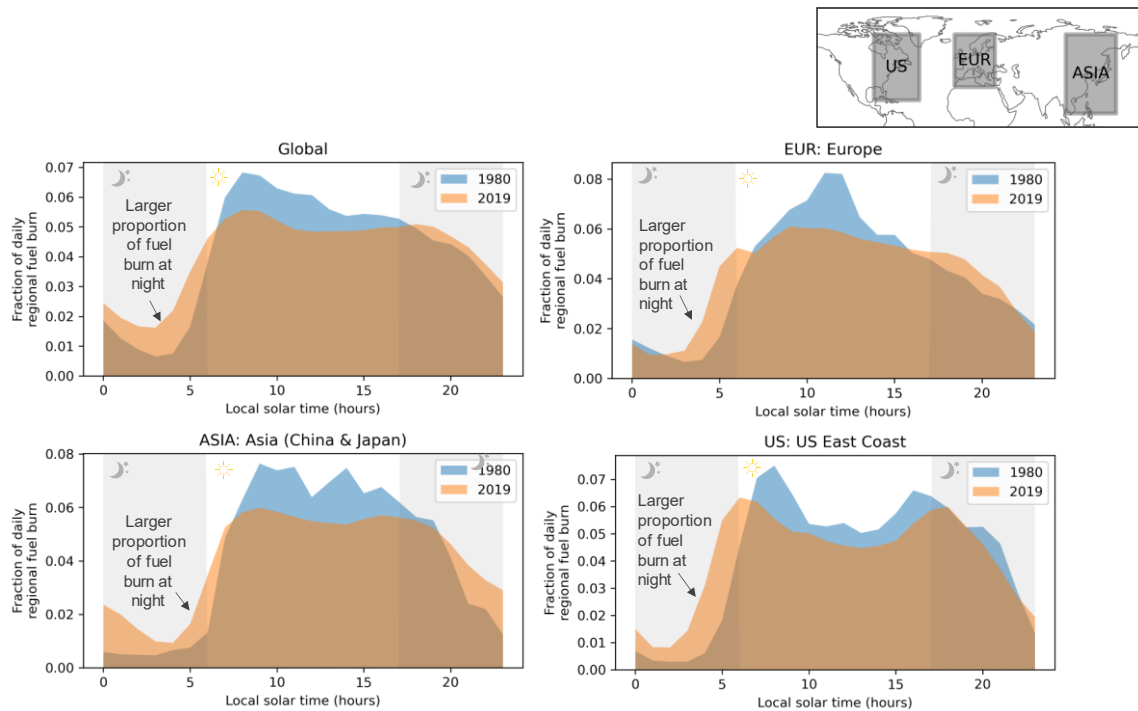 US
EUR
ASIA
Global
0.07
0.06
0.05
0.04
0.03
0.02
0.01
0.00
Fraction of daily
regional fuel burn
Larger
proportion
of fuel
burn at
night
1980
2019
0
5
10
15
20
Local solar time (hours)
EUR: Europe
0.08
0.06
0.04
0.02
0.00
Fraction of daily
regional fuel burn
Larger
proportion
of fuel
burn at
night
1980
2019
0
5
10
15
20
Local solar time (hours)
ASIA: Asia (China & Japan)
0.08
0.06
0.04
0.02
0.00
Fraction of daily
regional fuel burn
Larger
proportion
of fuel
burn at
night
1980
2019
0
5
10
15
20
Local solar time (hours)
US: US East Coast
0.07
0.06
0.05
0.04
0.03
0.02
0.01
0.00
Fraction of daily
regional fuel burn
Larger
proportion
of fuel
burn at
night
1980
2019
0
5
10
15
20
Local solar time (hours)